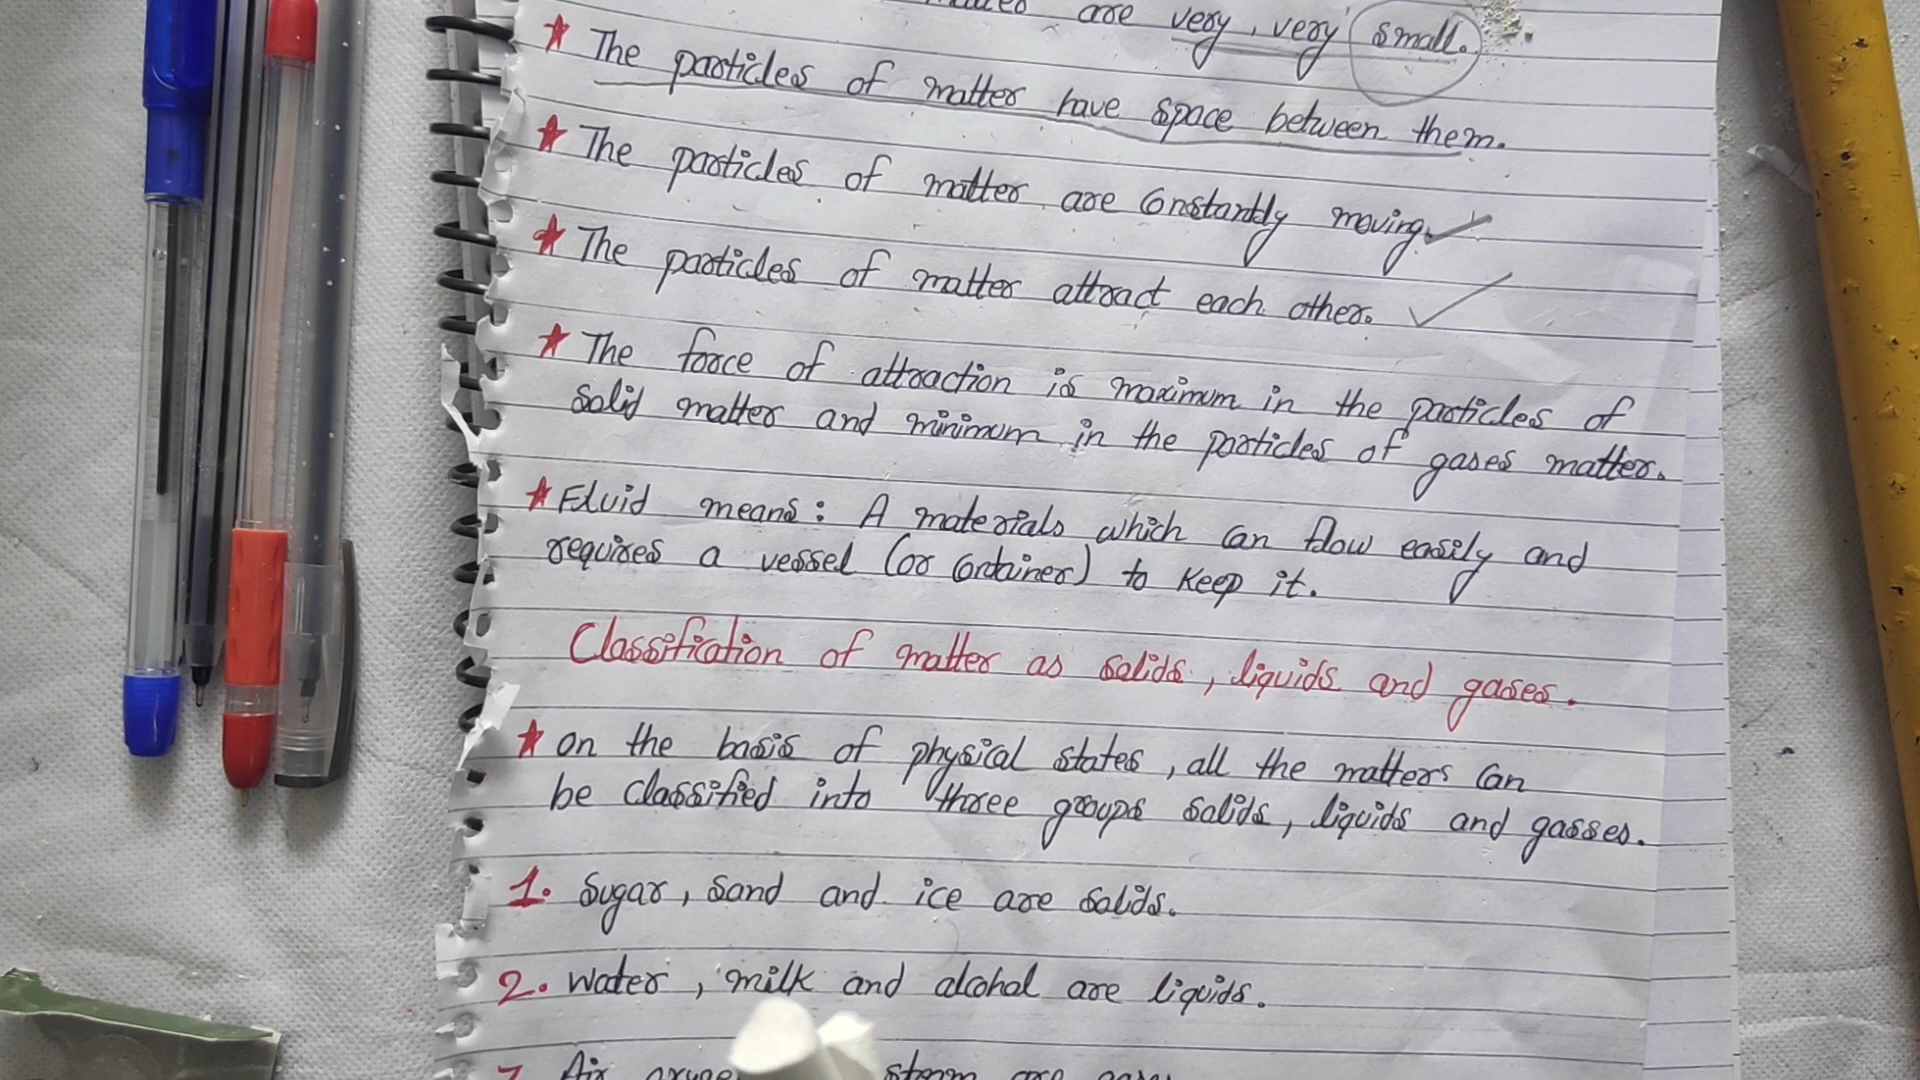 are very, very small.
★ The particles of matter have space between them.
★ The particles of matter are Constantly moving.
★ The particles of matter attract each other.
★ The force of attraction is maximum in the particles of
Solid matter and minimum in the particles of gases matter.
★ Fluid means: A materials which Can flow easily and
requires a vessel (or Container) to Keep it.
Classification of matter as solids, liquids and gases.
★ on the basis of physical states, all the matters Can
be Classified into three groups solids, liquids and gasses.
1. Sugar, Sand and ice are solids.
2. Water, milk and alcohal are liquids.
Air steam are